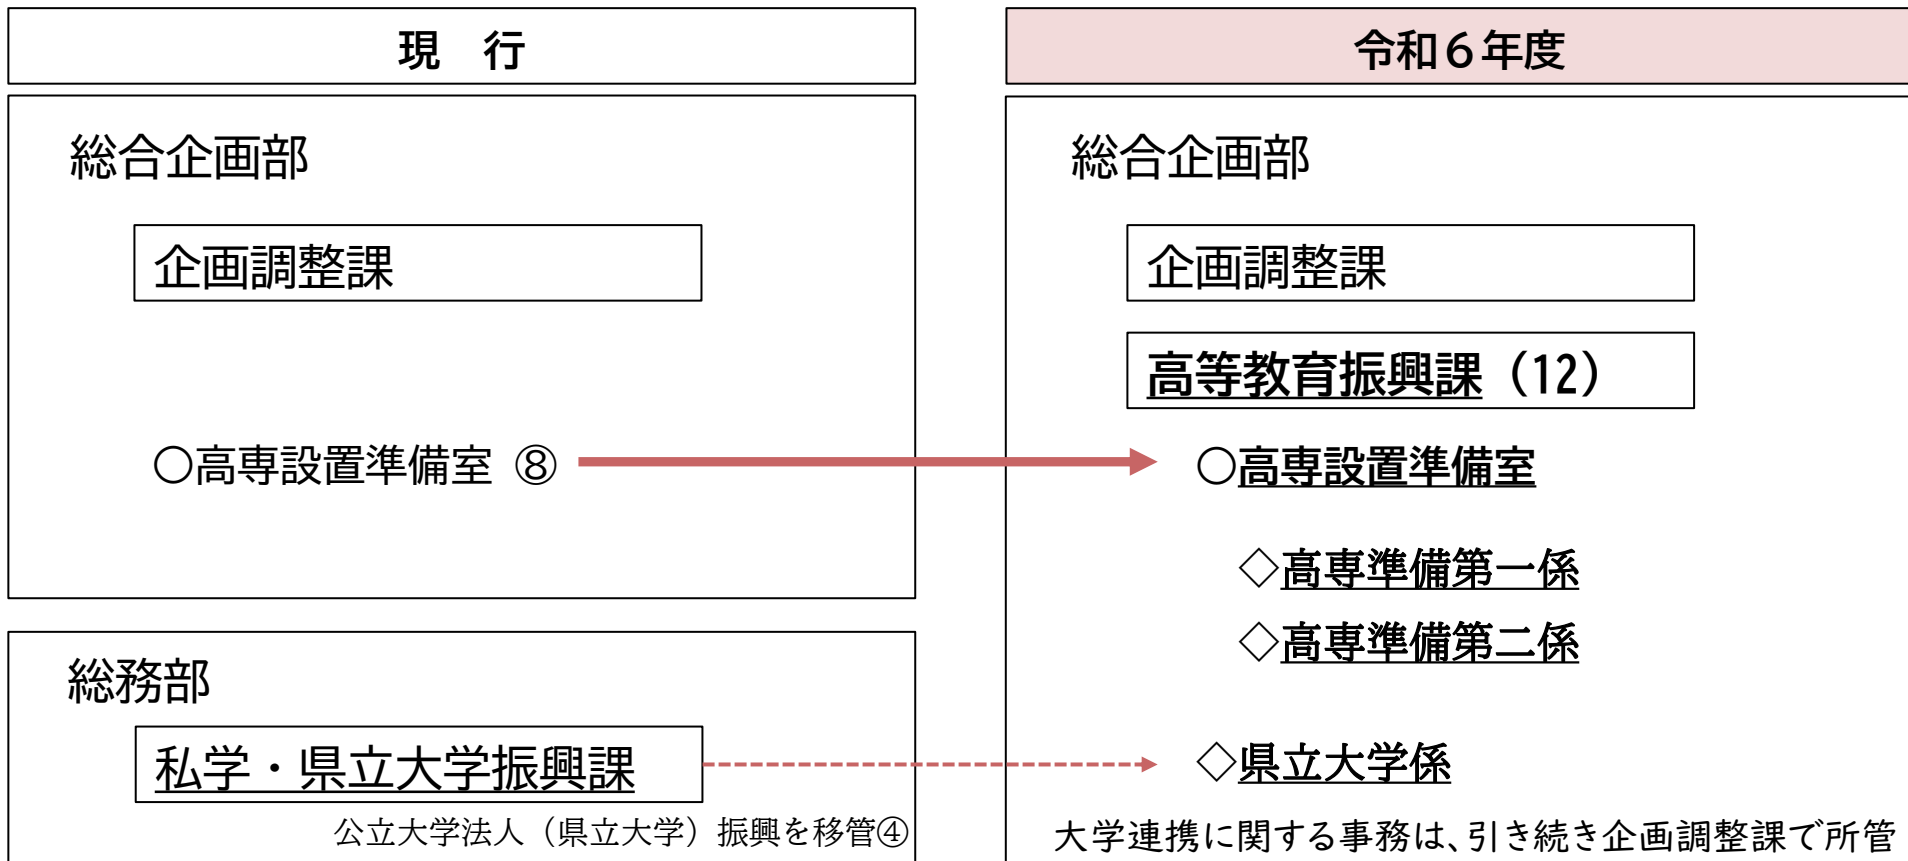 現　行
総合企画部
企画調整課
〇高専設置準備室 ⑧
総務部
私学・県立大学振興課
公立大学法人（県立大学）振興を移管④
令和６年度
総合企画部
企画調整課
高等教育振興課（12）
〇高専設置準備室
◇高専準備第一係
◇高専準備第二係
◇県立大学係
大学連携に関する事務は、引き続き企画調整課で所管